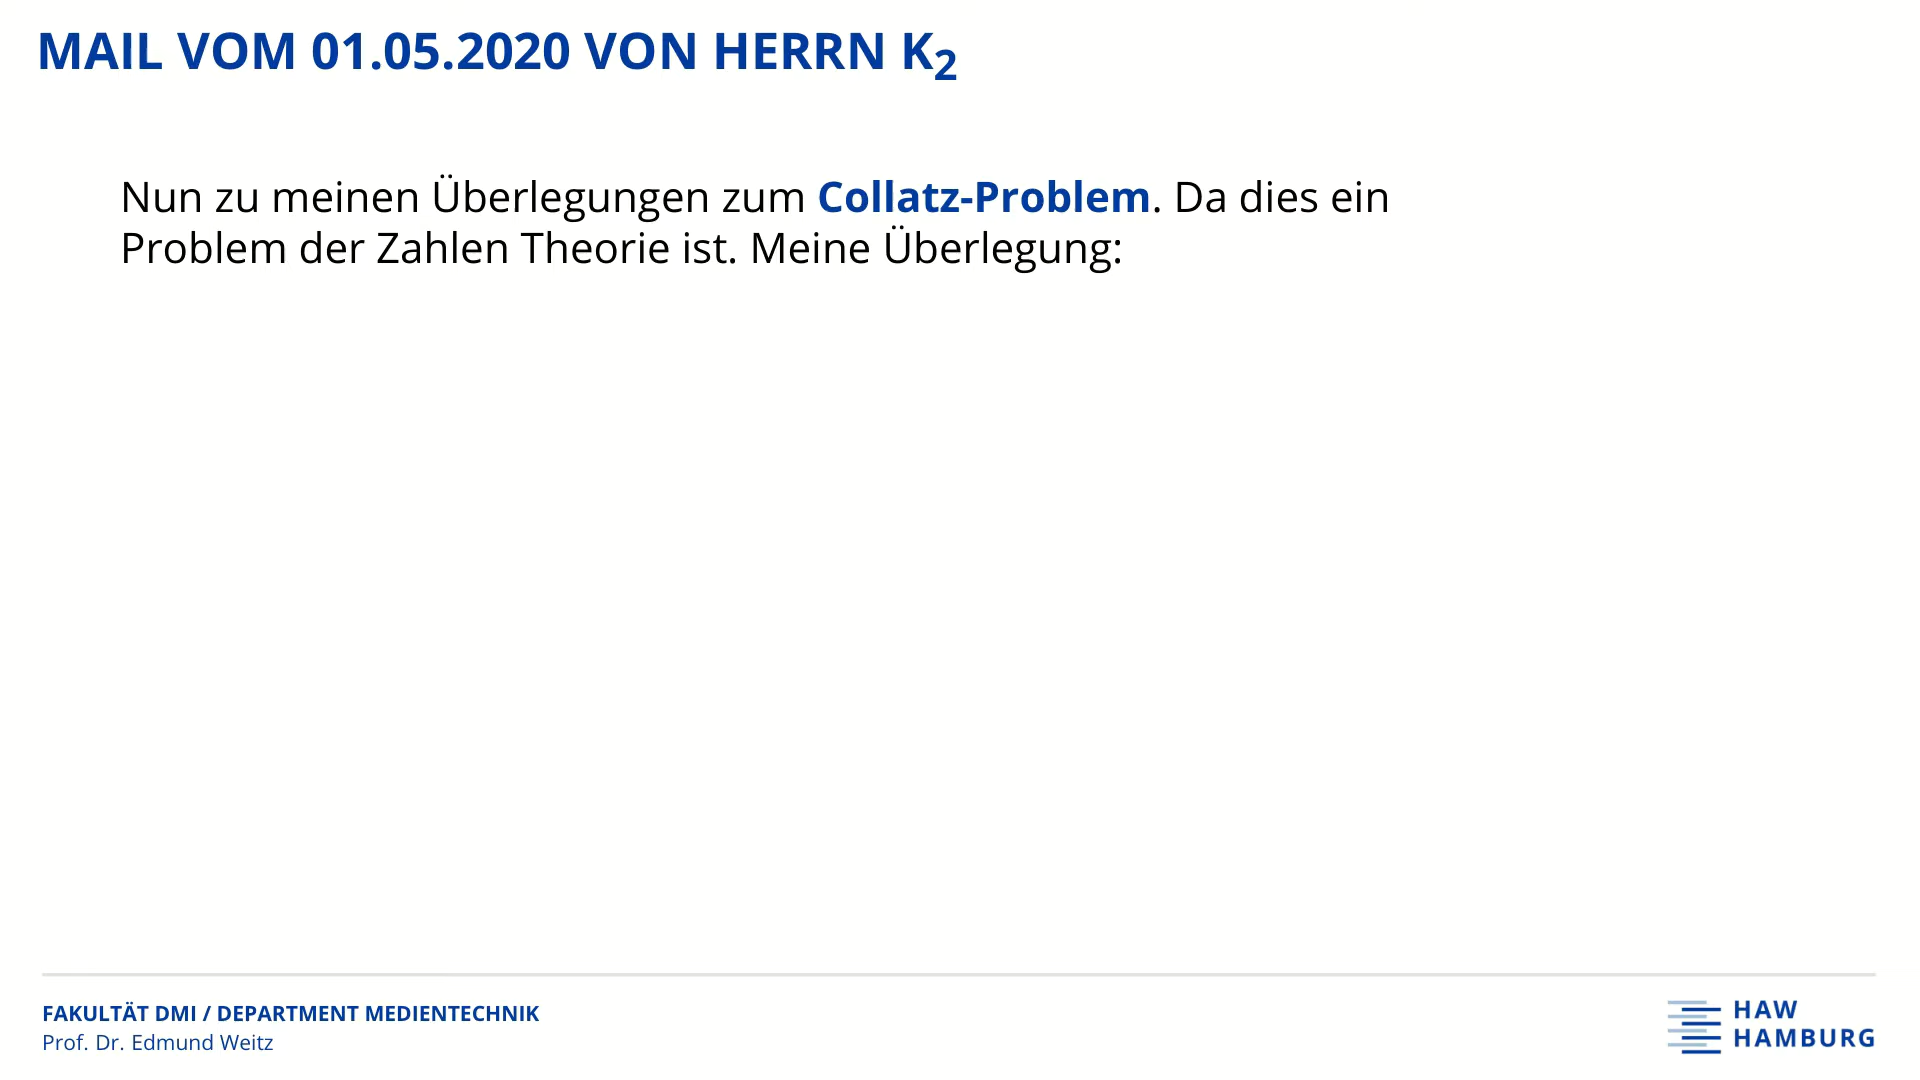 MAIL VOM 01.05.2020 VON HERRN K₂
Nun zu meinen Überlegungen zum Collatz-Problem. Da dies ein
Problem der Zahlen Theorie ist. Meine Überlegung:
FAKULTÄT DMI / DEPARTMENT MEDIENTECHNIK
Prof. Dr. Edmund Weitz
HAW
HAMBURG